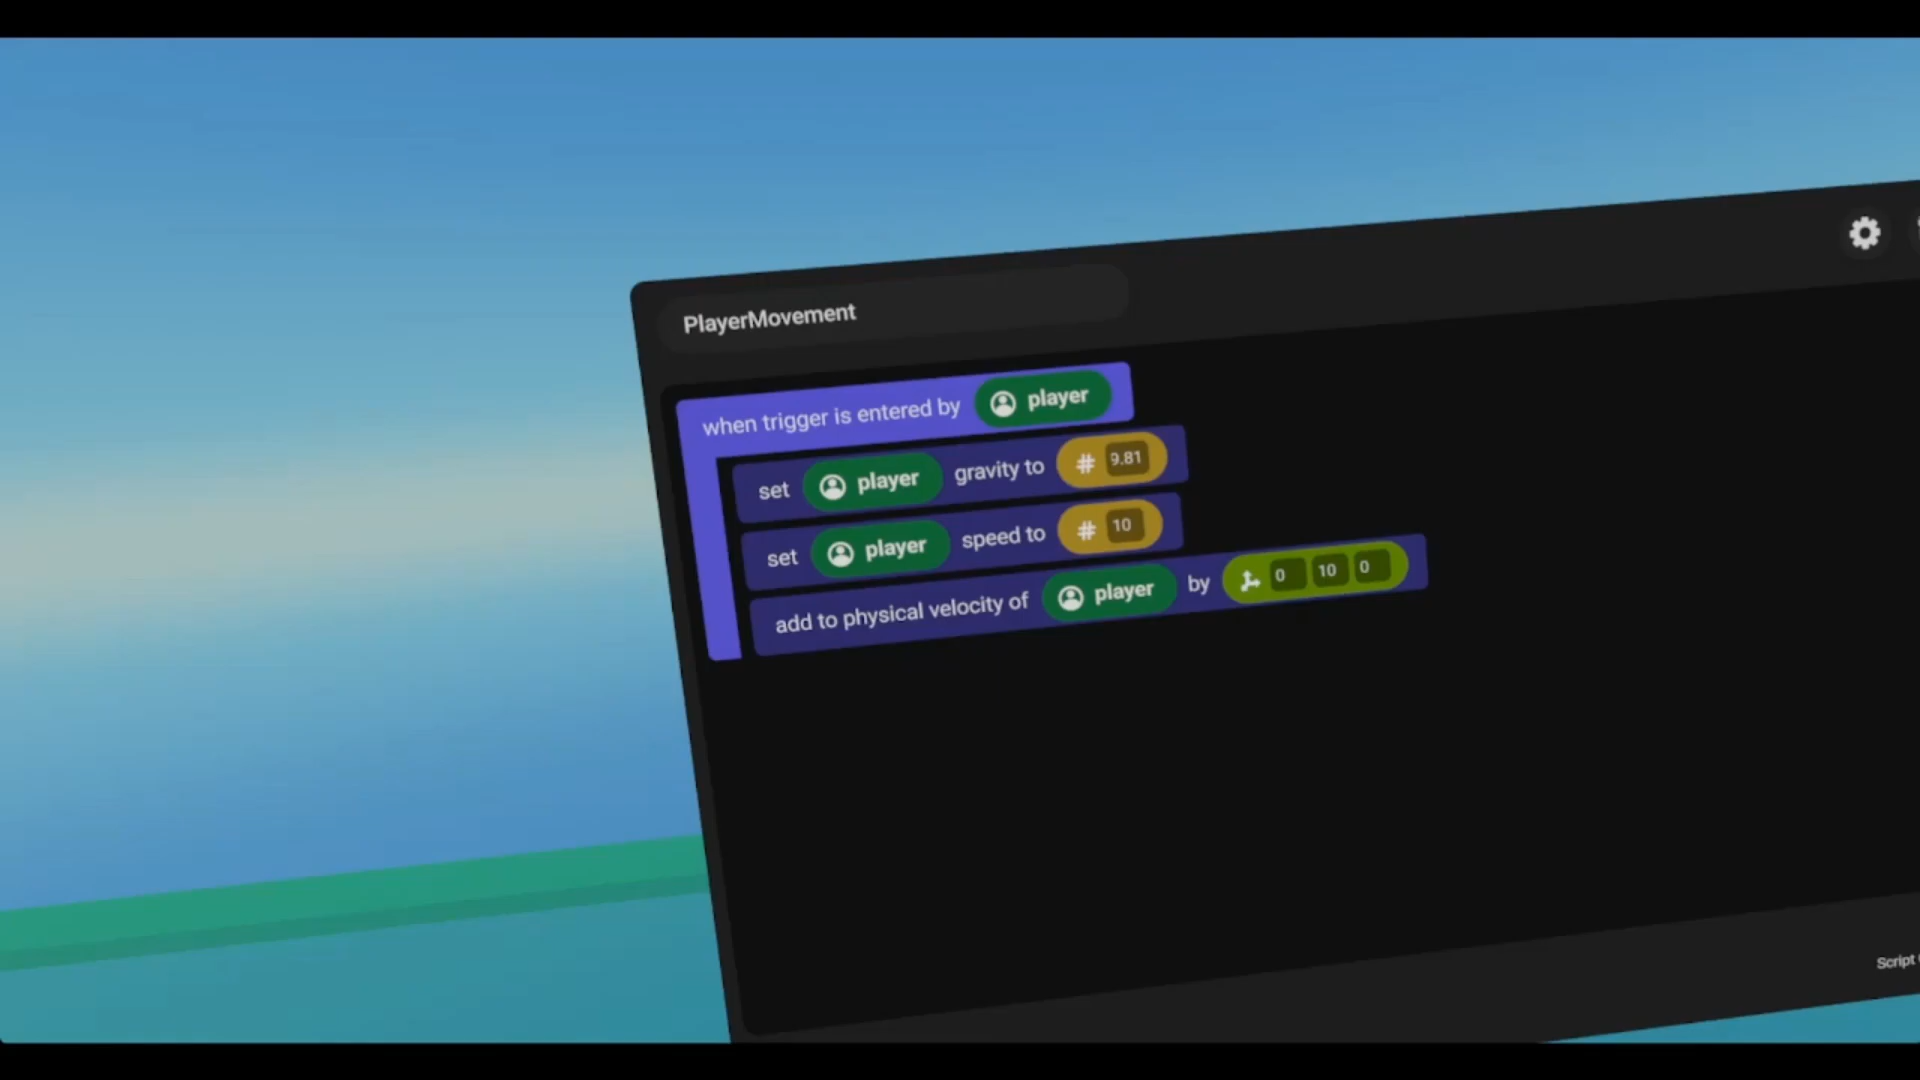 PlayerMovement
when trigger is entered by player
set player gravity to # 9.81
set player speed to # 10
add to physical velocity of player by 0 10 0
Script